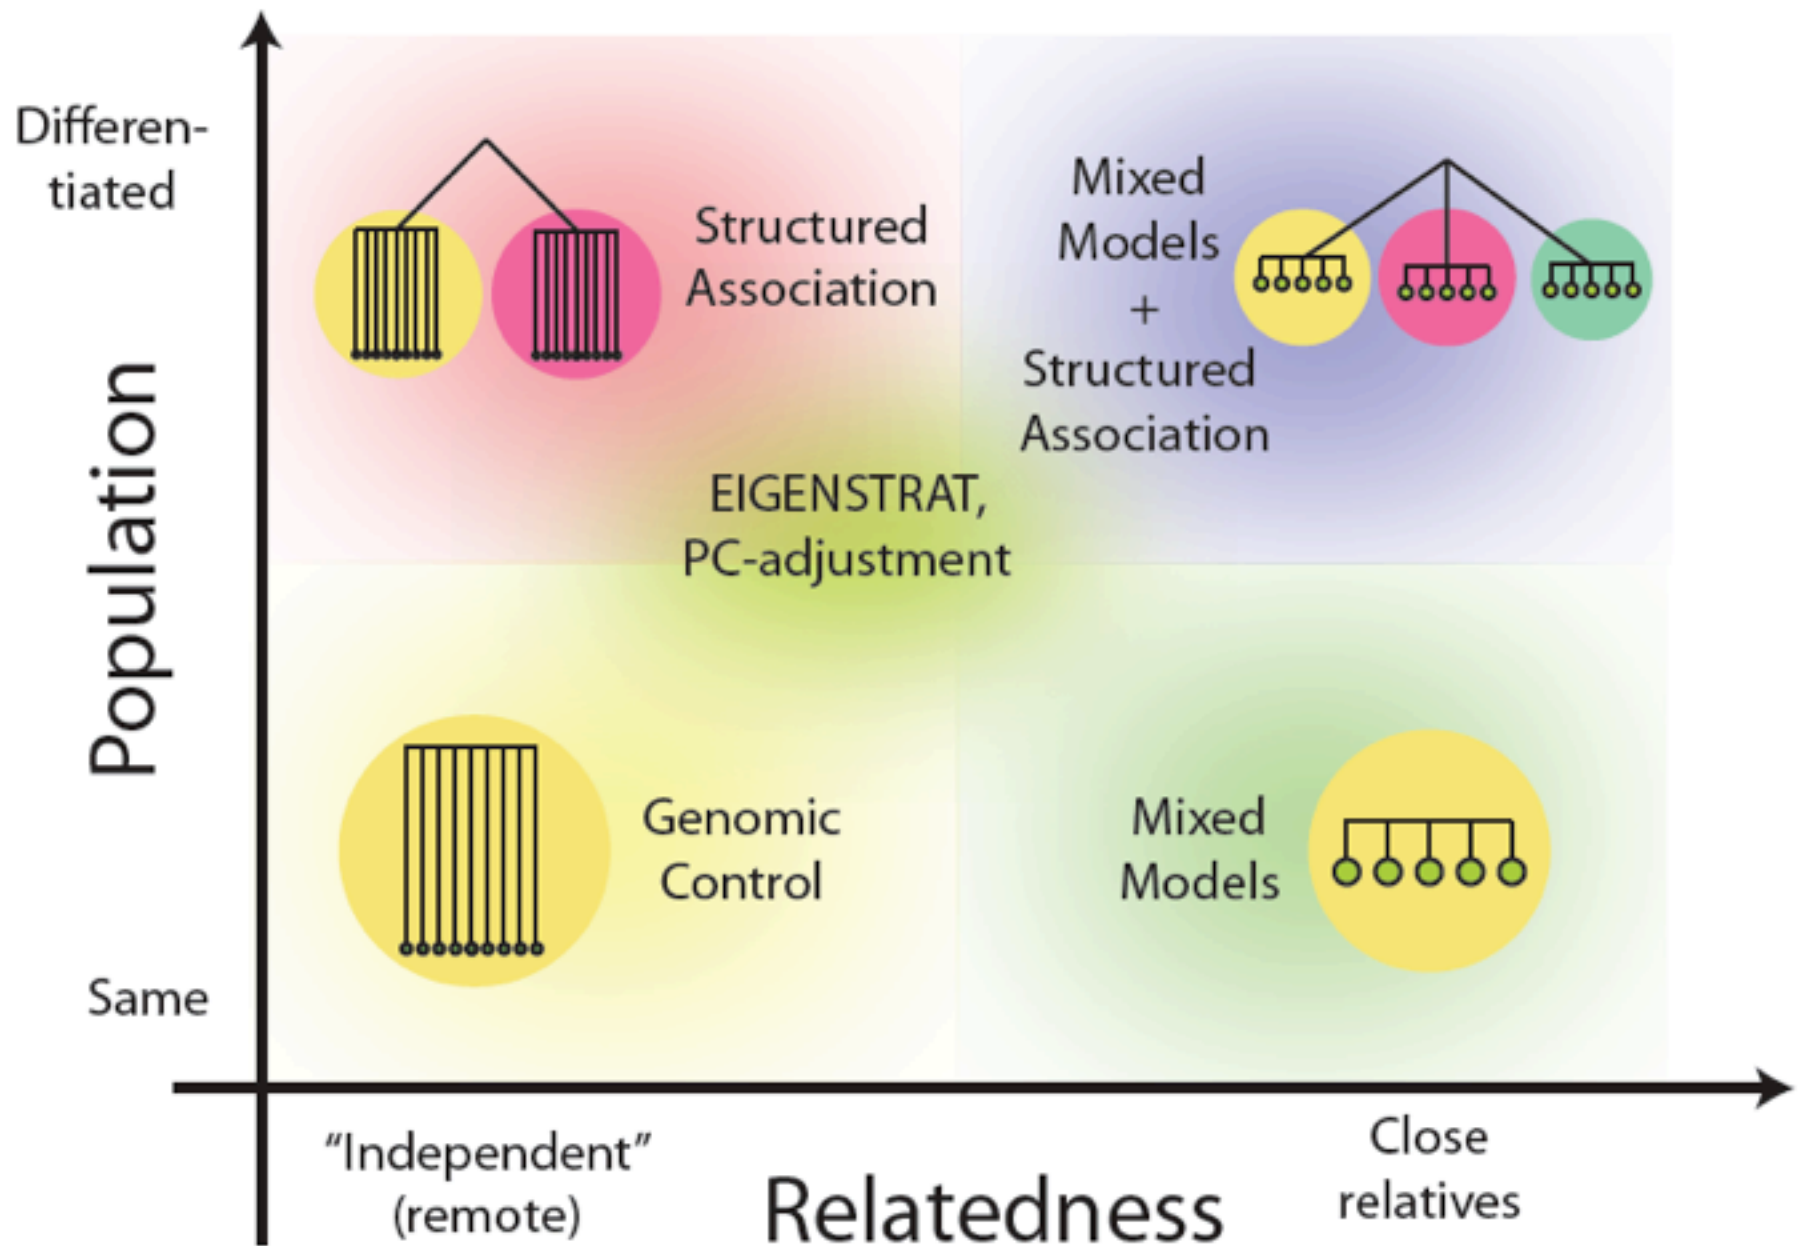 Differen-
tiated
Structured
Association
Mixed
Models
+
Structured
Association
EIGENSTRAT,
PC-adjustment
Population
Genomic
Control
Mixed
Models
Same
“Independent”
(remote)
Relatedness
Close
relatives